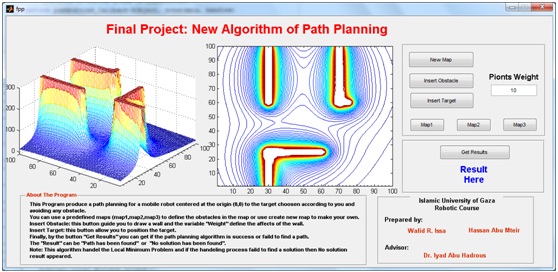 fpp
Final Project: New Algorithm of Path Planning
300
200
100
0
100
80
60
40
20
0
20
40
60
80
100
100
90
80
70
60
50
40
30
20
10
0
0 10 20 30 40 50 60 70 80 90 100
New Map
Insert Obstacle
Insert Target
Pionts Weight
10
Map1 Map2 Map3
Get Results
Result
Here
About The Program
This Program produce a path planning for a mobile robot centered at the origin (0,0) to the target choosen according to you and
avoiding any obstacle.
You can use a predefined maps (map1,map2,map3) to define the obstacles in the map or use create new map to make your own.
Insert Obstacle: this button guide you to draw a wall and the variable "Weight" define the affects of the wall.
Insert Target: this button allow you to position the target.
Finally, by the button "Get Results" you can get if the path planning algorithm is success or faild to find a path.
The "Result" can be "Path has been found" or "No solution has been found".
Note: This algorithm handel the Local Minimum Problem and if the handeling process faild to find a solution then No solution
result appeared.
Islamic University of Gaza
Robotic Course
Prepared by:
Walid R. Issa Hassan Abu Meteir
Advisor:
Dr. Iyad Abu Hadrous